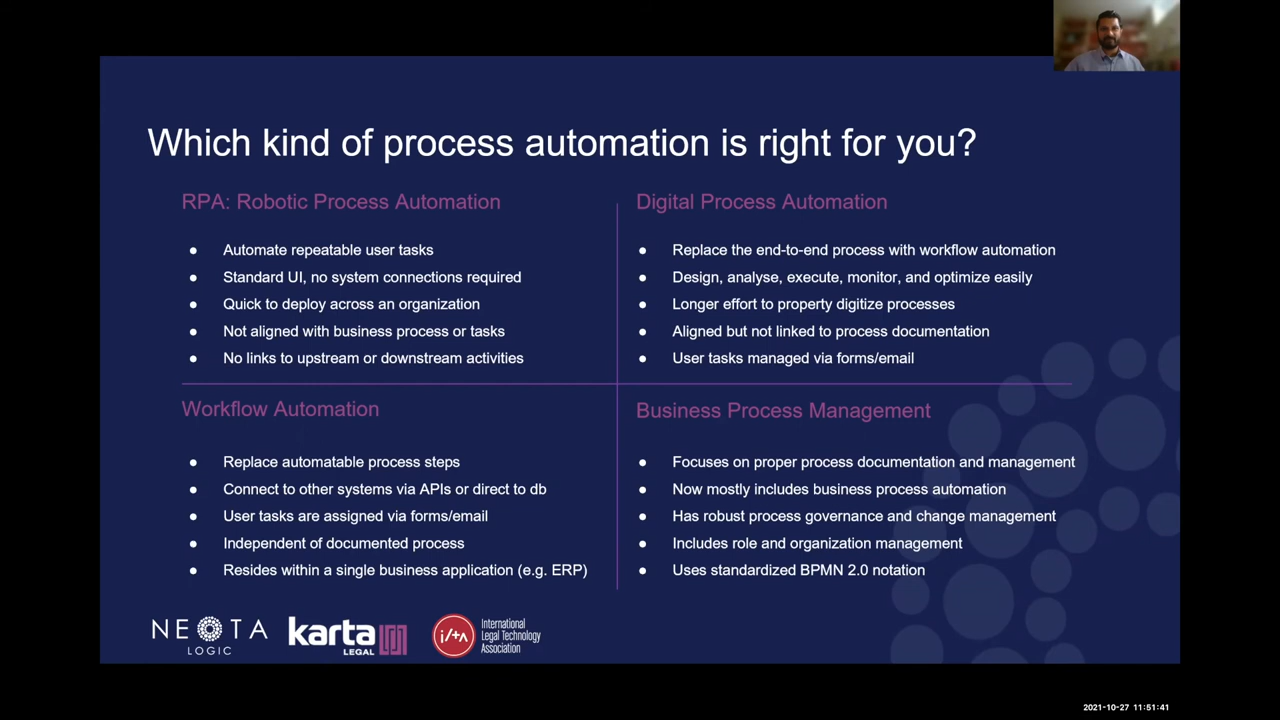 Which kind of process automation is right for you?
RPA: Robotic Process Automation
● Automate repeatable user tasks
● Standard UI, no system connections required
● Quick to deploy across an organization
● Not aligned with business process or tasks
● No links to upstream or downstream activities
Digital Process Automation
● Replace the end-to-end process with workflow automation
● Design, analyse, execute, monitor, and optimize easily
● Longer effort to property digitize processes
● Aligned but not linked to process documentation
● User tasks managed via forms/email
Workflow Automation
● Replace automatable process steps
● Connect to other systems via APIs or direct to db
● User tasks are assigned via forms/email
● Independent of documented process
● Resides within a single business application (e.g. ERP)
Business Process Management
● Focuses on proper process documentation and management
● Now mostly includes business process automation
● Has robust process governance and change management
● Includes role and organization management
● Uses standardized BPMN 2.0 notation
NEOTA
LOGIC
karta
LEGAL
i/ta
International
Legal Technology
Association
2021-10-27 11:51:41